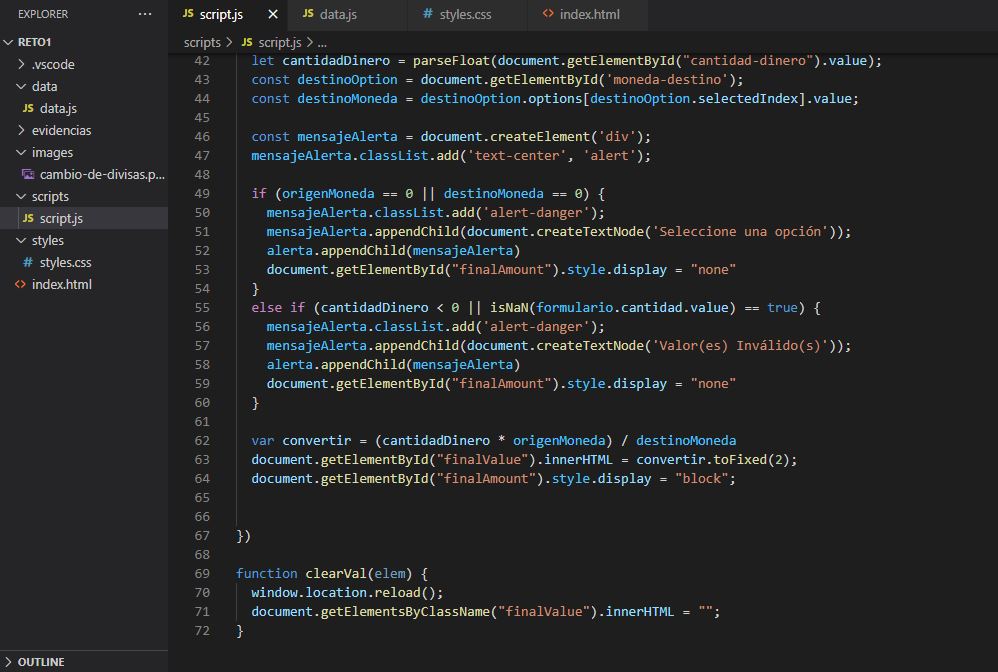 EXPLORER
...
RETO1
.vscode
data
JS data.js
evidencias
images
cambio-de-divisas.p...
scripts
JS script.js
styles
# styles.css
<> index.html
OUTLINE
JS script.js × JS data.js # styles.css <> index.html
scripts > JS script.js > ...
42 let cantidadDinero = parseFloat(document.getElementById("cantidad-dinero").value);
43 const destinoOption = document.getElementById('moneda-destino');
44 const destinoMoneda = destinoOption.options[destinoOption.selectedIndex].value;
45
46 const mensajeAlerta = document.createElement('div');
47 mensajeAlerta.classList.add('text-center', 'alert');
48
49 if (origenMoneda == 0 || destinoMoneda == 0) {
50 mensajeAlerta.classList.add('alert-danger');
51 mensajeAlerta.appendChild(document.createTextNode('Seleccione una opción'));
52 alerta.appendChild(mensajeAlerta)
53 document.getElementById("finalAmount").style.display = "none"
54 }
55 else if (cantidadDinero < 0 || isNaN(formulario.cantidad.value) == true) {
56 mensajeAlerta.classList.add('alert-danger');
57 mensajeAlerta.appendChild(document.createTextNode('Valor(es) Inválido(s)'));
58 alerta.appendChild(mensajeAlerta)
59 document.getElementById("finalAmount").style.display = "none"
60 }
61
62 var convertir = (cantidadDinero * origenMoneda) / destinoMoneda
63 document.getElementById("finalValue").innerHTML = convertir.toFixed(2);
64 document.getElementById("finalAmount").style.display = "block";
65
66
67 })
68
69 function clearVal(elem) {
70 window.location.reload();
71 document.getElementsByClassName("finalValue").innerHTML = "";
72 }